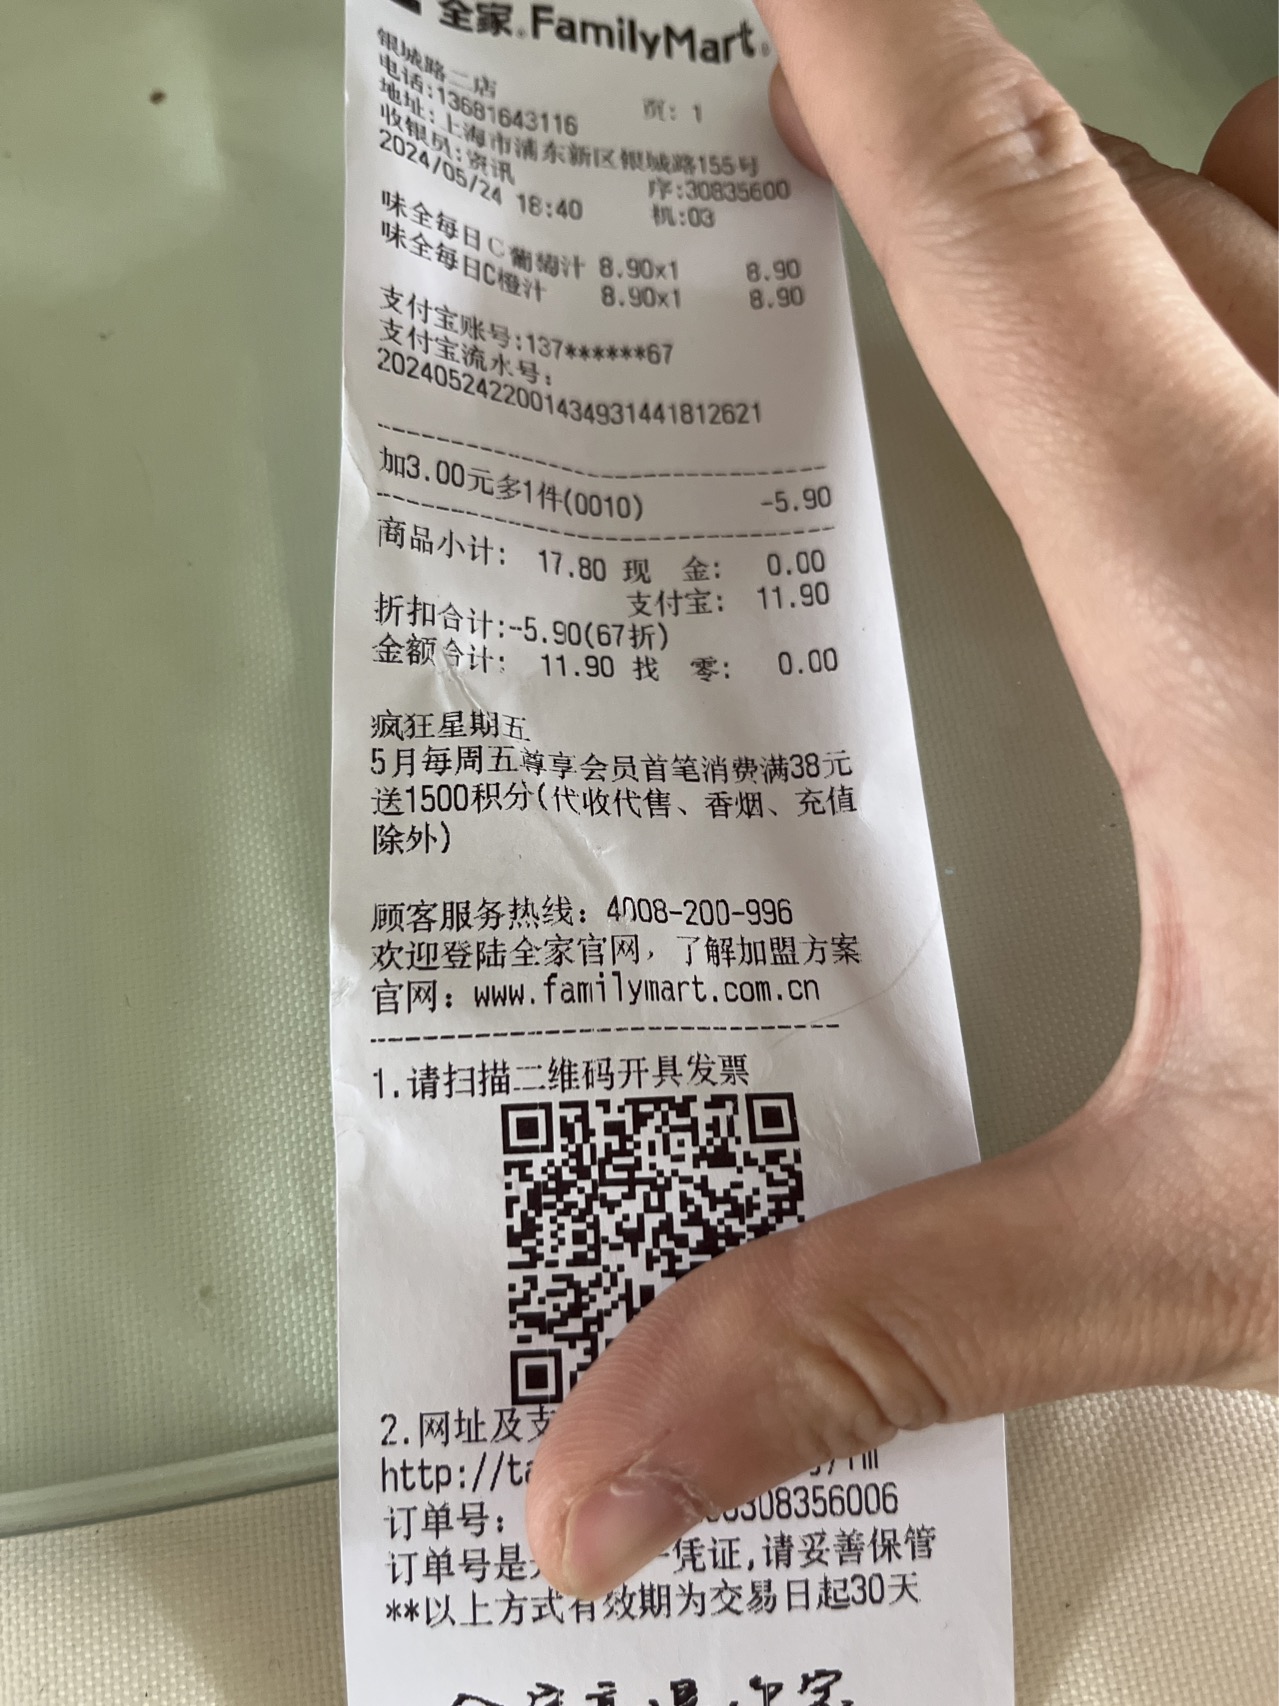 全家 FamilyMart
银城路二店 页: 1
电话:13681643116
地址:上海市浦东新区银城路155号
收银员:资讯 序:30835600
2024/05/24 18:40 机:03
味全每日C葡萄汁 8.90x1 8.90
味全每日C橙汁 8.90x1 8.90
支付宝账号:137******67
支付宝流水号:
2024052422001434931441812621
加3.00元多1件(0010) -5.90
商品小计: 17.80 现 金: 0.00
支付宝: 11.90
折扣合计:-5.90(67折)
金额合计: 11.90 找 零: 0.00
疯狂星期五
5月每周五尊享会员首笔消费满38元
送1500积分(代收代售、香烟、充值
除外)
顾客服务热线: 4008-200-996
欢迎登陆全家官网，了解加盟方案
官网: www.familymart.com.cn
1.请扫描二维码开具发票
2.网址及支
http://ta
订单号: 308356006
订单号是 凭证,请妥善保管
**以上方式有效期为交易日起30天